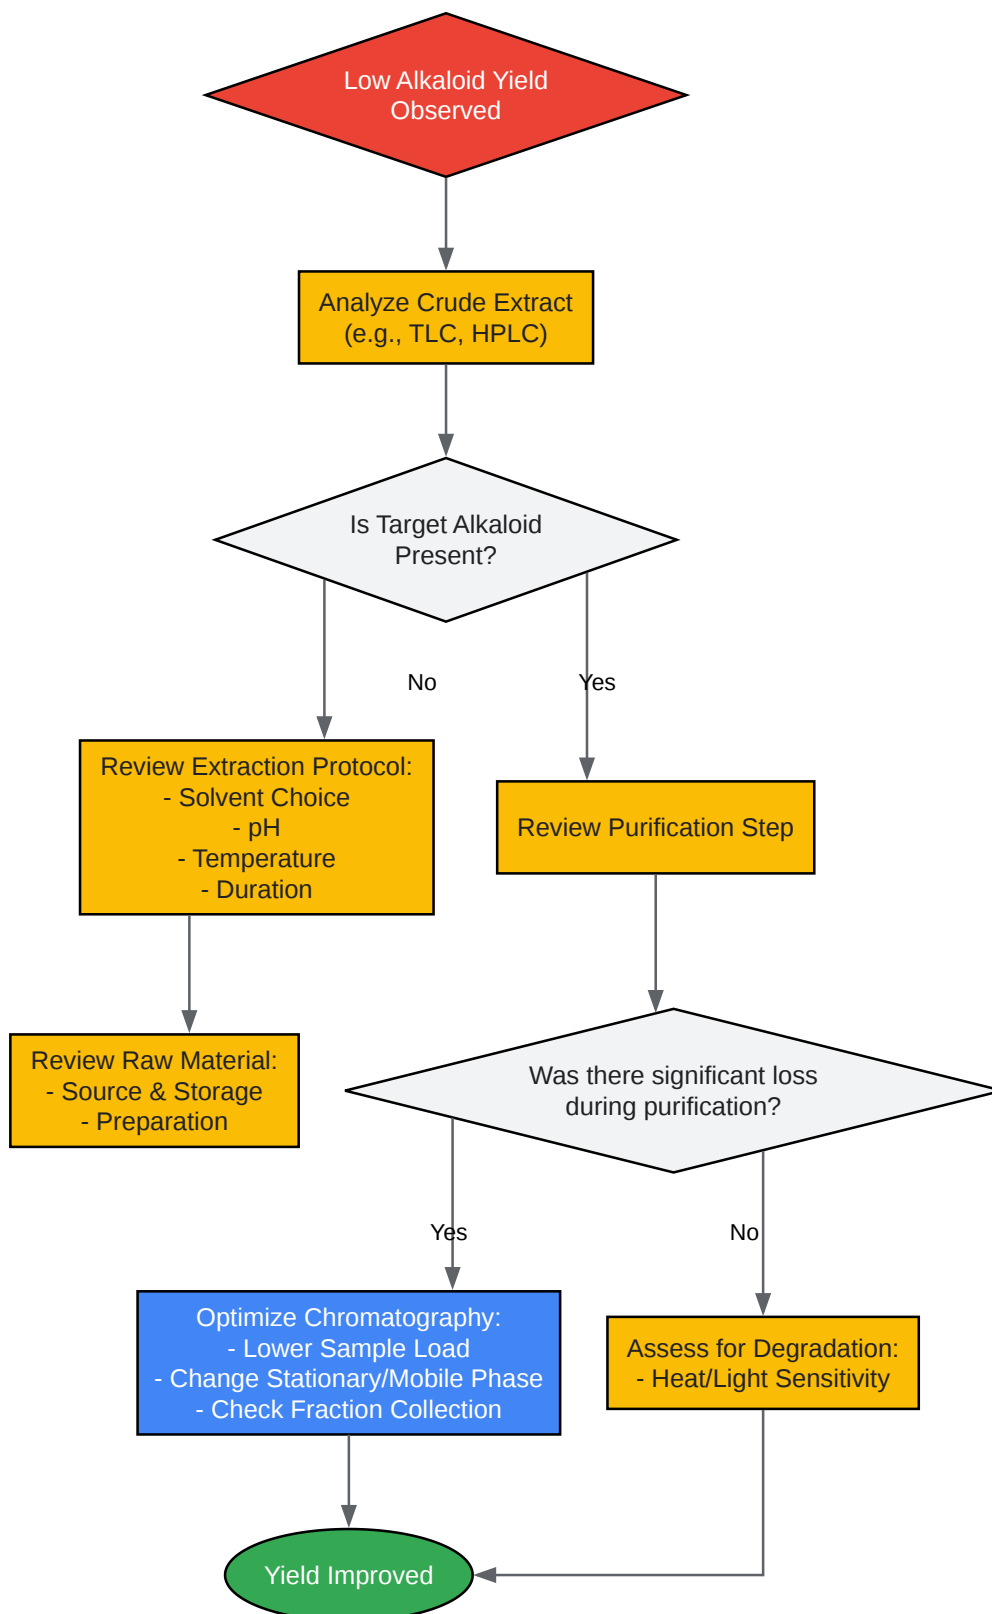 Low Alkaloid Yield
Observed
Analyze Crude Extract
(e.g., TLC, HPLC)
Is Target Alkaloid
Present?
No
Yes
Review Extraction Protocol:
- Solvent Choice
- pH
- Temperature
- Duration
Review Purification Step
Review Raw Material:
- Source & Storage
- Preparation
Was there significant loss
during purification?
Yes
No
Optimize Chromatography:
- Lower Sample Load
- Change Stationary/Mobile Phase
- Check Fraction Collection
Assess for Degradation:
- Heat/Light Sensitivity
Yield Improved